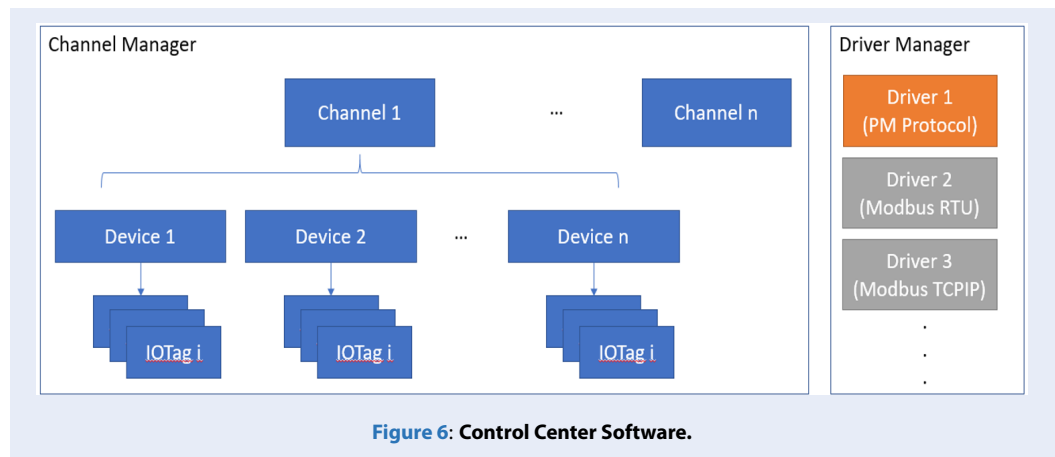 Channel Manager
Channel 1
...
Channel n
Device 1
Device 2
...
Device n
IOTag i
IOTag i
IOTag i
Driver Manager
Driver 1
(PM Protocol)
Driver 2
(Modbus RTU)
Driver 3
(Modbus TCPIP)
.
.
.
Figure 6: Control Center Software.